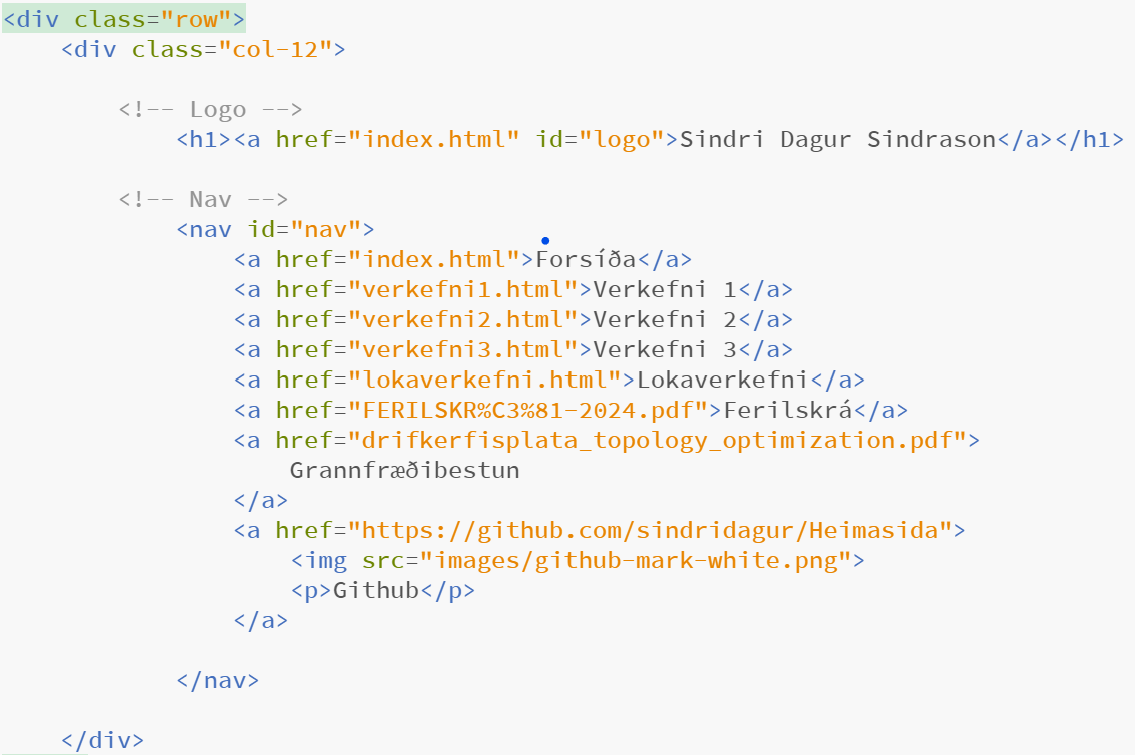 <div class="row">
<div class="col-12">
<!-- Logo -->
<h1><a href="index.html" id="logo">Sindri Dagur Sindrason</a></h1>
<!-- Nav -->
<nav id="nav">
<a href="index.html">Forsíða</a>
<a href="verkefni1.html">Verkefni 1</a>
<a href="verkefni2.html">Verkefni 2</a>
<a href="verkefni3.html">Verkefni 3</a>
<a href="lokaverkefni.html">Lokaverkefni</a>
<a href="FERILSKR%C3%81-2024.pdf">Ferilskrá</a>
<a href="drifkerfisplata_topology_optimization.pdf">
Grannfræðibestun
</a>
<a href="https://github.com/sindridagur/Heimasida">
<img src="images/github-mark-white.png">
<p>Github</p>
</a>
</nav>
</div>